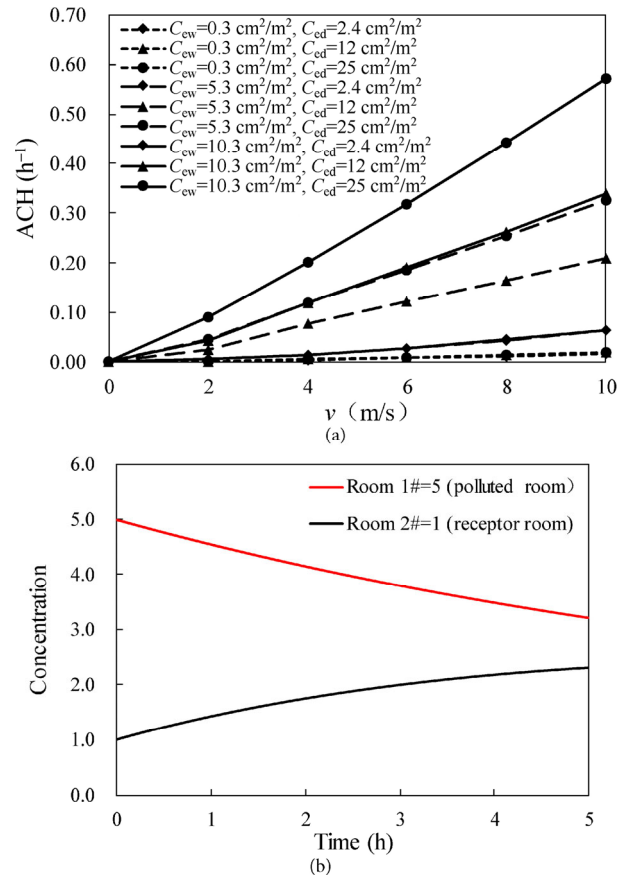 0.70
0.60
0.50
0.40
0.30
0.20
0.10
0.00
ACH (h⁻¹)
Cew=0.3 cm²/m², Ced=2.4 cm²/m²
Cew=0.3 cm²/m², Ced=12 cm²/m²
Cew=0.3 cm²/m², Ced=25 cm²/m²
Cew=5.3 cm²/m², Ced=2.4 cm²/m²
Cew=5.3 cm²/m², Ced=12 cm²/m²
Cew=5.3 cm²/m², Ced=25 cm²/m²
Cew=10.3 cm²/m², Ced=2.4 cm²/m²
Cew=10.3 cm²/m², Ced=12 cm²/m²
Cew=10.3 cm²/m², Ced=25 cm²/m²
0 2 4 6 8 10
v（m/s）
(a)
6.0
5.0
4.0
3.0
2.0
1.0
0.0
Concentration
Room 1#=5 (polluted room）
Room 2#=1 (receptor room)
0 1 2 3 4 5
Time (h)
(b)